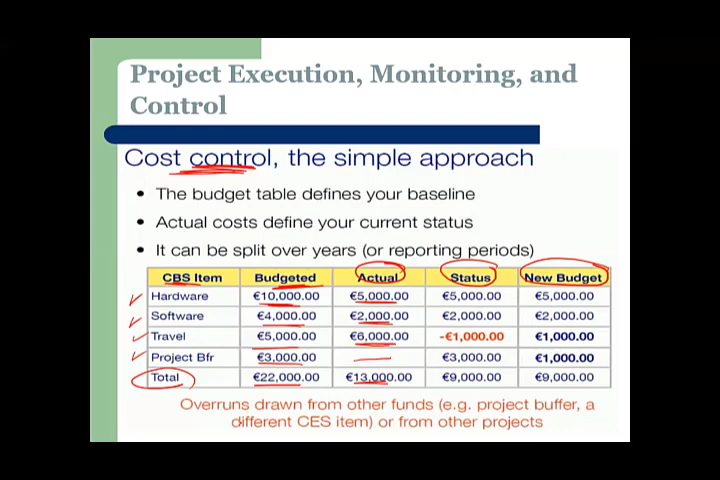 Project Execution, Monitoring, and
Control
Cost control, the simple approach
• The budget table defines your baseline
• Actual costs define your current status
• It can be split over years (or reporting periods)
CBS Item Budgeted Actual Status New Budget
Hardware €10,000.00 €5,000.00 €5,000.00 €5,000.00
Software €4,000.00 €2,000.00 €2,000.00 €2,000.00
Travel €5,000.00 €6,000.00 -€1,000.00 €1,000.00
Project Bfr €3,000.00 €3,000.00 €1,000.00
Total €22,000.00 €13,000.00 €9,000.00 €9,000.00
Overruns drawn from other funds (e.g. project buffer, a
different CES item) or from other projects